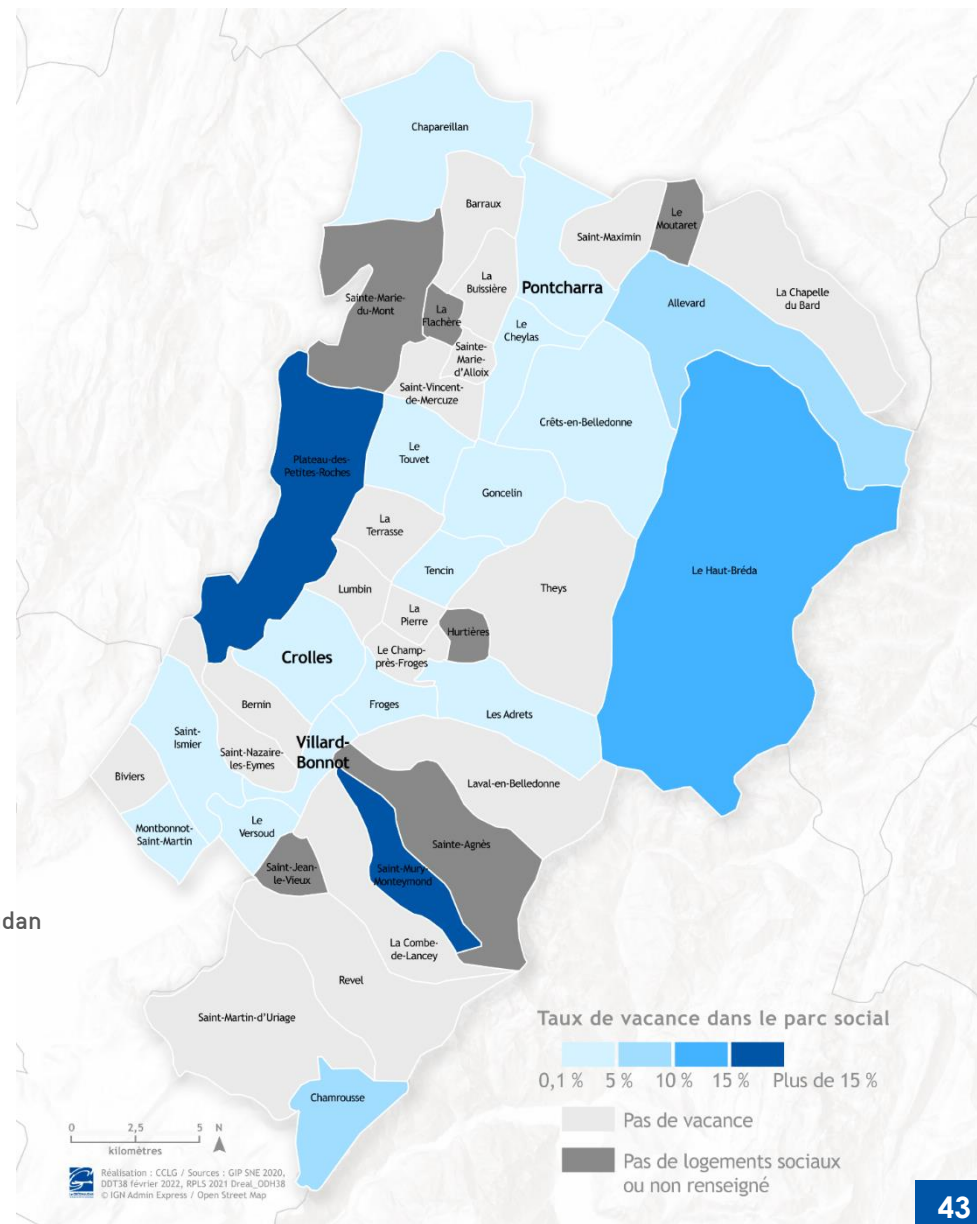 Chapareillan
Barraux
Le
Moutaret
Saint-Maximin
La
Buissière
Pontcharra
Allevard
La Chapelle
du Bard
Sainte-Marie-
du-Mont
La
Flachère
Le
Cheylas
Sainte-
Marie-
d'Alloix
Saint-Vincent-
de-Mercuze
Crêts-en-Belledonne
Plateau-des-
Petites-Roches
Le
Touvet
Goncelin
La
Terrasse
Le Haut-Bréda
Tencin
Theys
Lumbin
La
Pierre
Hurtières
Crolles
Le Champ-
près-Froges
Bernin
Froges
Les Adrets
Saint-
Ismier
Villard-
Bonnot
Saint-Nazaire-
les-Eymes
Biviers
Laval-en-Belledonne
Montbonnot-
Saint-Martin
Le
Versoud
Sainte-Agnès
Saint-Jean-
le-Vieux
Saint-Mury-
Monteymond
dan
La Combe-
de-Lancey
Revel
Saint-Martin-d'Uriage
Chamrousse
Taux de vacance dans le parc social
0,1 % 5 % 10 % 15 % Plus de 15 %
Pas de vacance
Pas de logements sociaux
ou non renseigné
0 2,5 5 N
kilomètres
Réalisation : CCLG / Sources : GIP SNE 2020,
DDT38 février 2022, RPLS 2021 Dreal_ODH38
© IGN Admin Express / Open Street Map
43